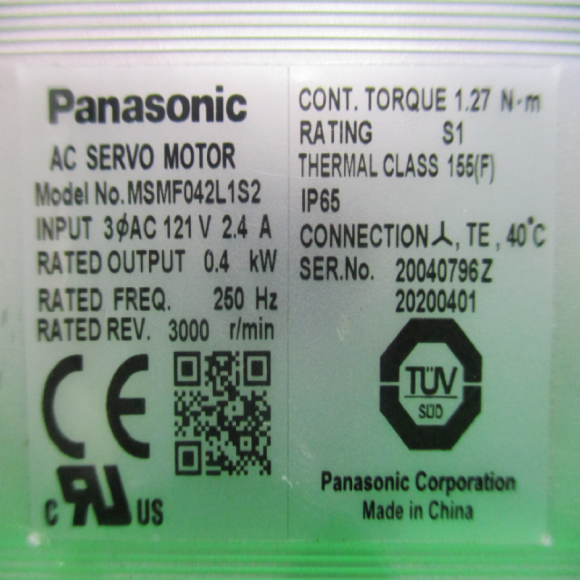 Panasonic
AC SERVO MOTOR
Model No.MSMF042L1S2
INPUT 3ϕAC 121 V 2.4 A
RATED OUTPUT 0.4 kW
RATED FREQ. 250 Hz
RATED REV. 3000 r/min
CE
c RU US
CONT. TORQUE 1.27 N·m
RATING S1
THERMAL CLASS 155(F)
IP65
CONNECTION⅄, TE, 40°C
SER.No. 20040796Z
20200401
TÜV
SÜD
Panasonic Corporation
Made in China